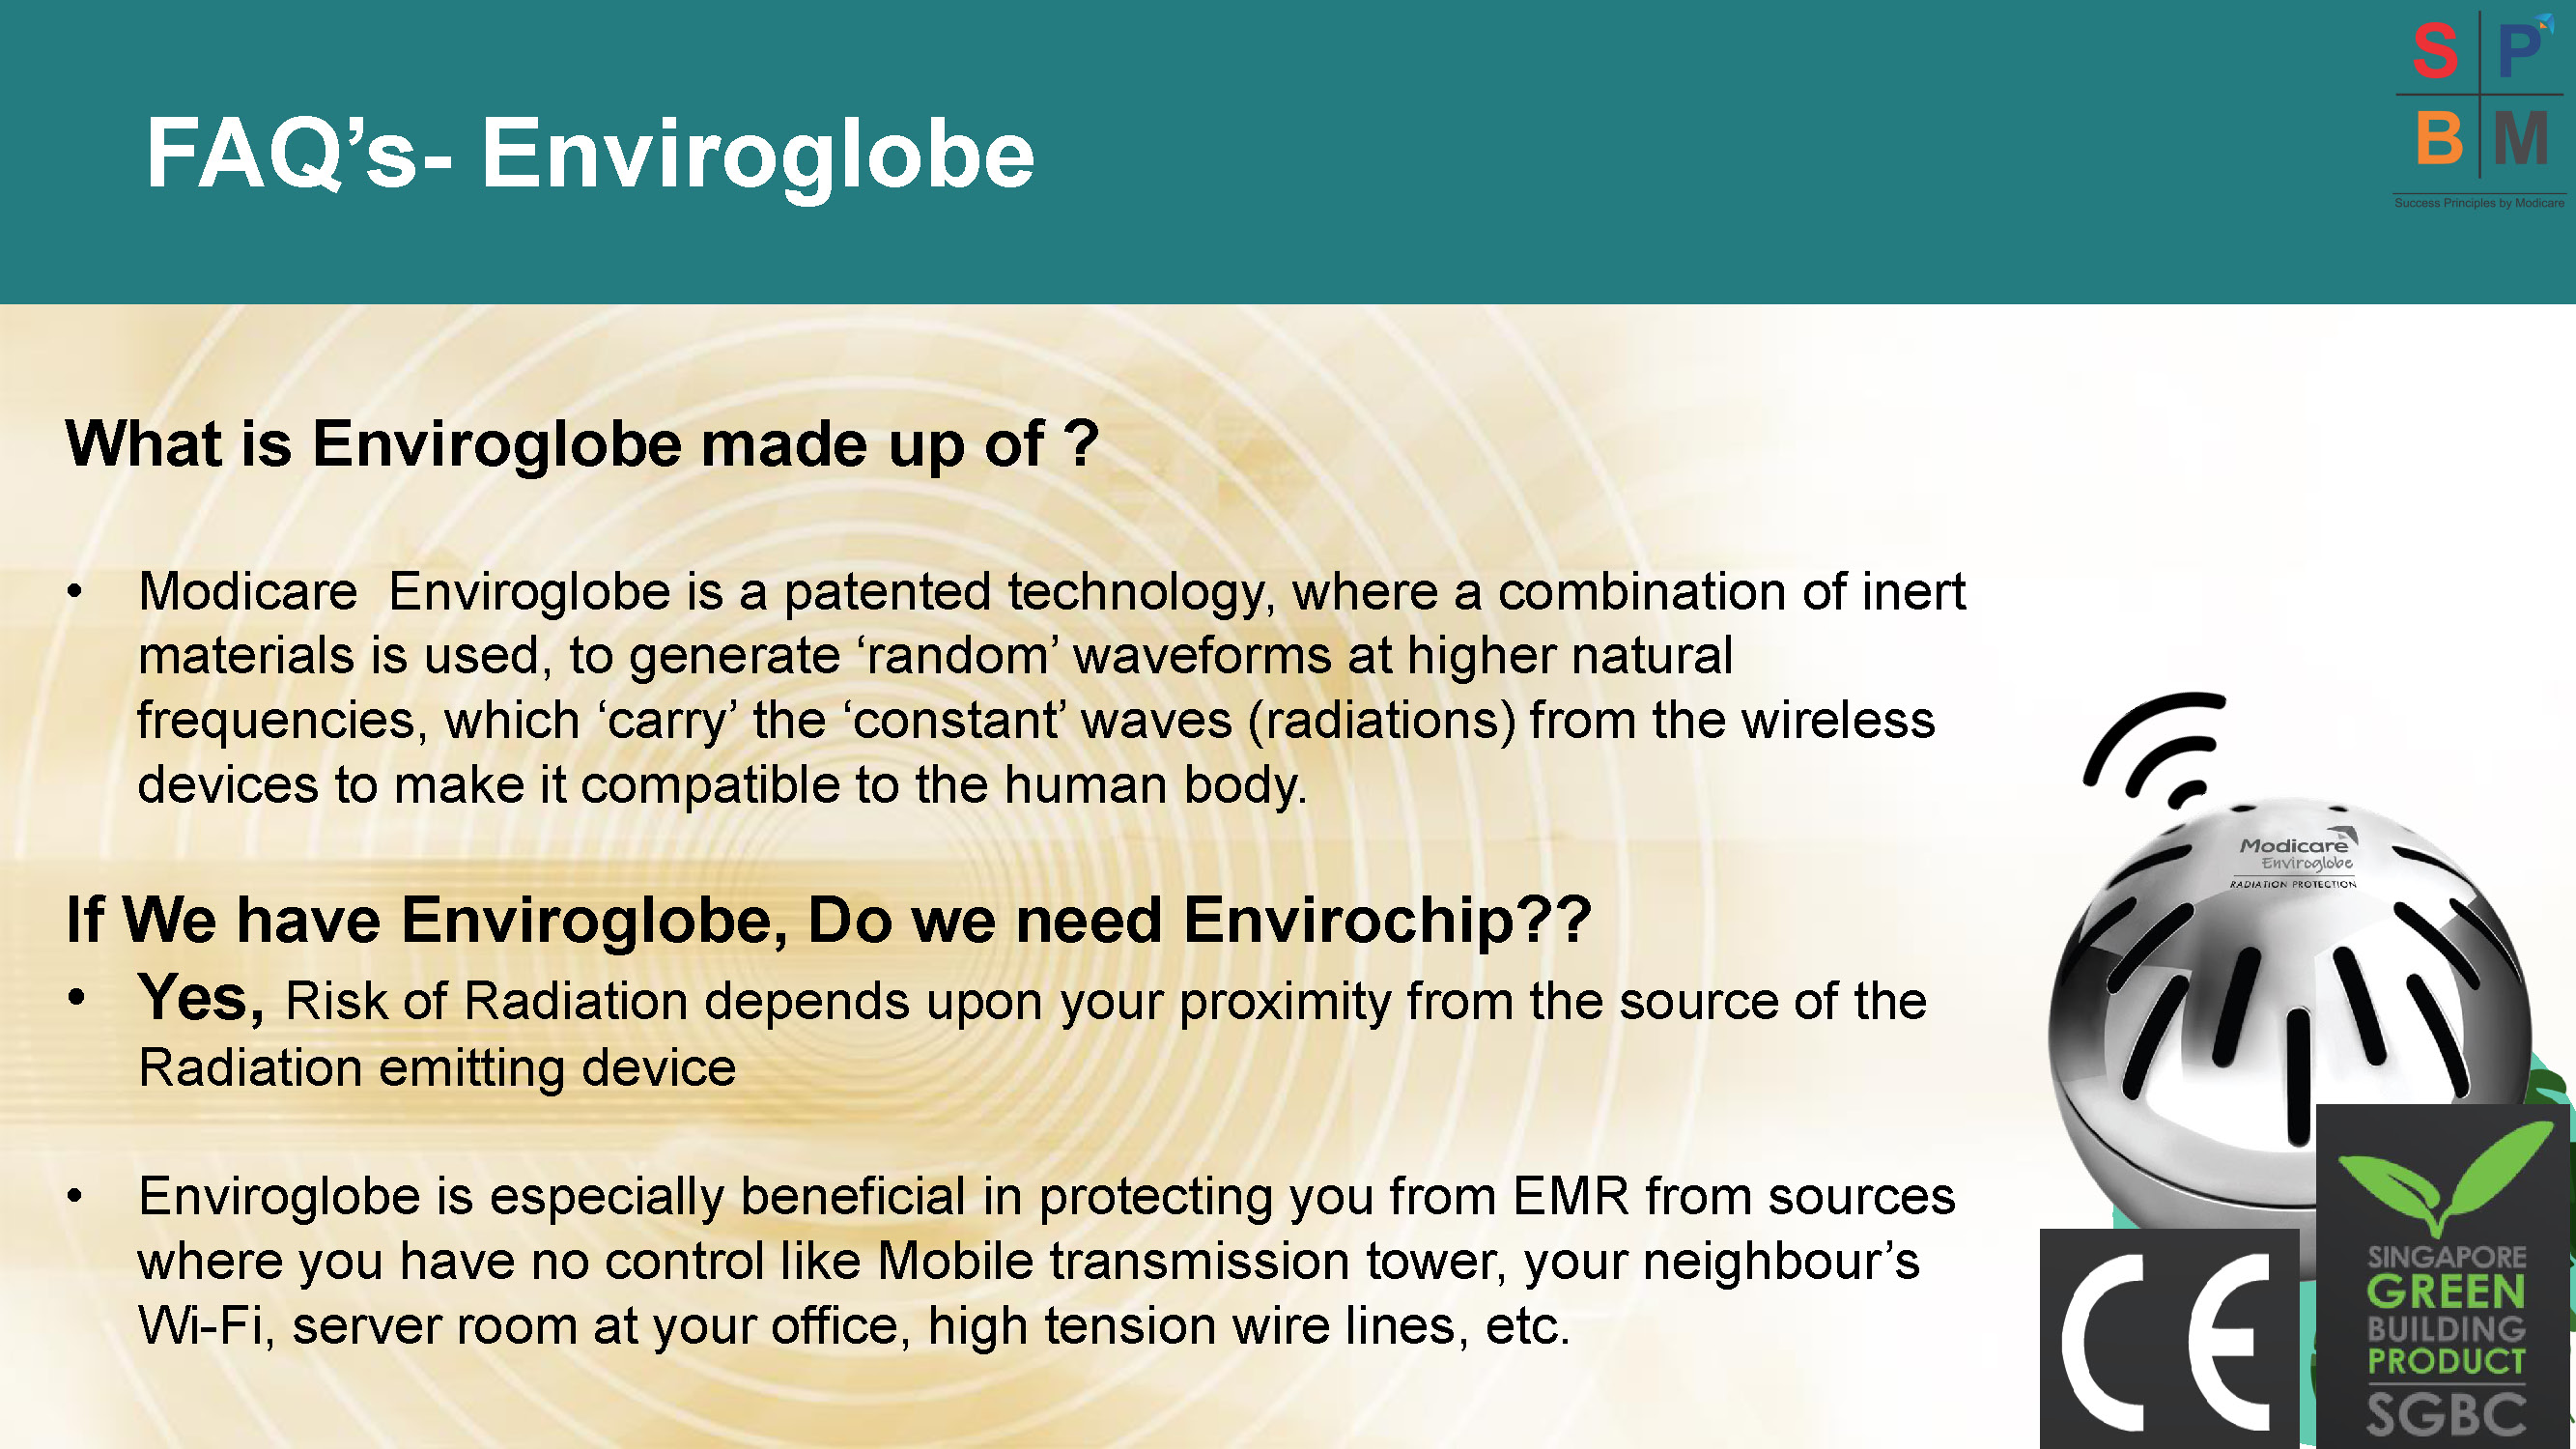 S P
B M
Success Principles by Modicare
FAQ’s- Enviroglobe
What is Enviroglobe made up of ?
• Modicare Enviroglobe is a patented technology, where a combination of inert
materials is used, to generate ‘random’ waveforms at higher natural
frequencies, which ‘carry’ the ‘constant’ waves (radiations) from the wireless
devices to make it compatible to the human body.
If We have Enviroglobe, Do we need Envirochip??
• Yes, Risk of Radiation depends upon your proximity from the source of the
Radiation emitting device
• Enviroglobe is especially beneficial in protecting you from EMR from sources
where you have no control like Mobile transmission tower, your neighbour’s
Wi-Fi, server room at your office, high tension wire lines, etc.
Modicare
Enviroglobe
RADIATION PROTECTION
CE
SINGAPORE
GREEN
BUILDING
PRODUCT
SGBC